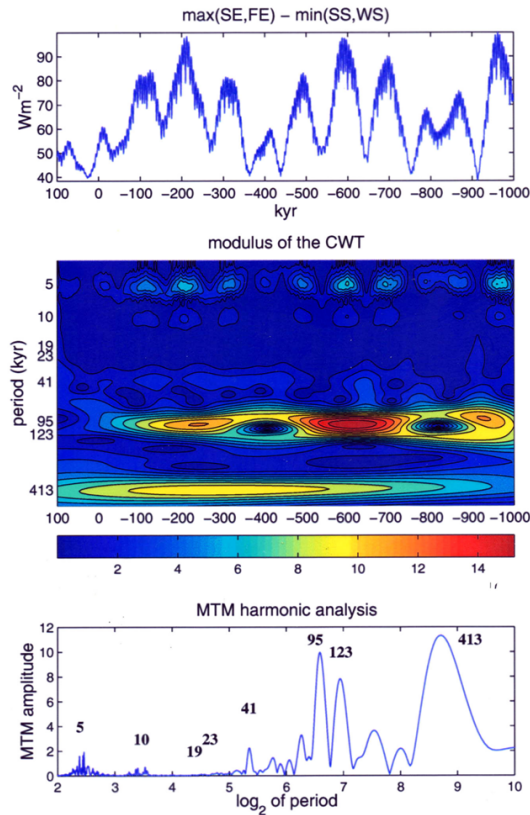 max(SE,FE) − min(SS,WS)
Wm−2
90
80
70
60
50
40
100 0 −100 −200 −300 −400 −500 −600 −700 −800 −900 −1000
kyr
modulus of the CWT
period (kyr)
5
10
19
23
41
95
123
413
100 0 −100 −200 −300 −400 −500 −600 −700 −800 −900 −1000
2 4 6 8 10 12 14
MTM harmonic analysis
MTM amplitude
12
10
8
6
4
2
0
5 10 19 23 41 95 123 413
2 3 4 5 6 7 8 9 10
log2 of period